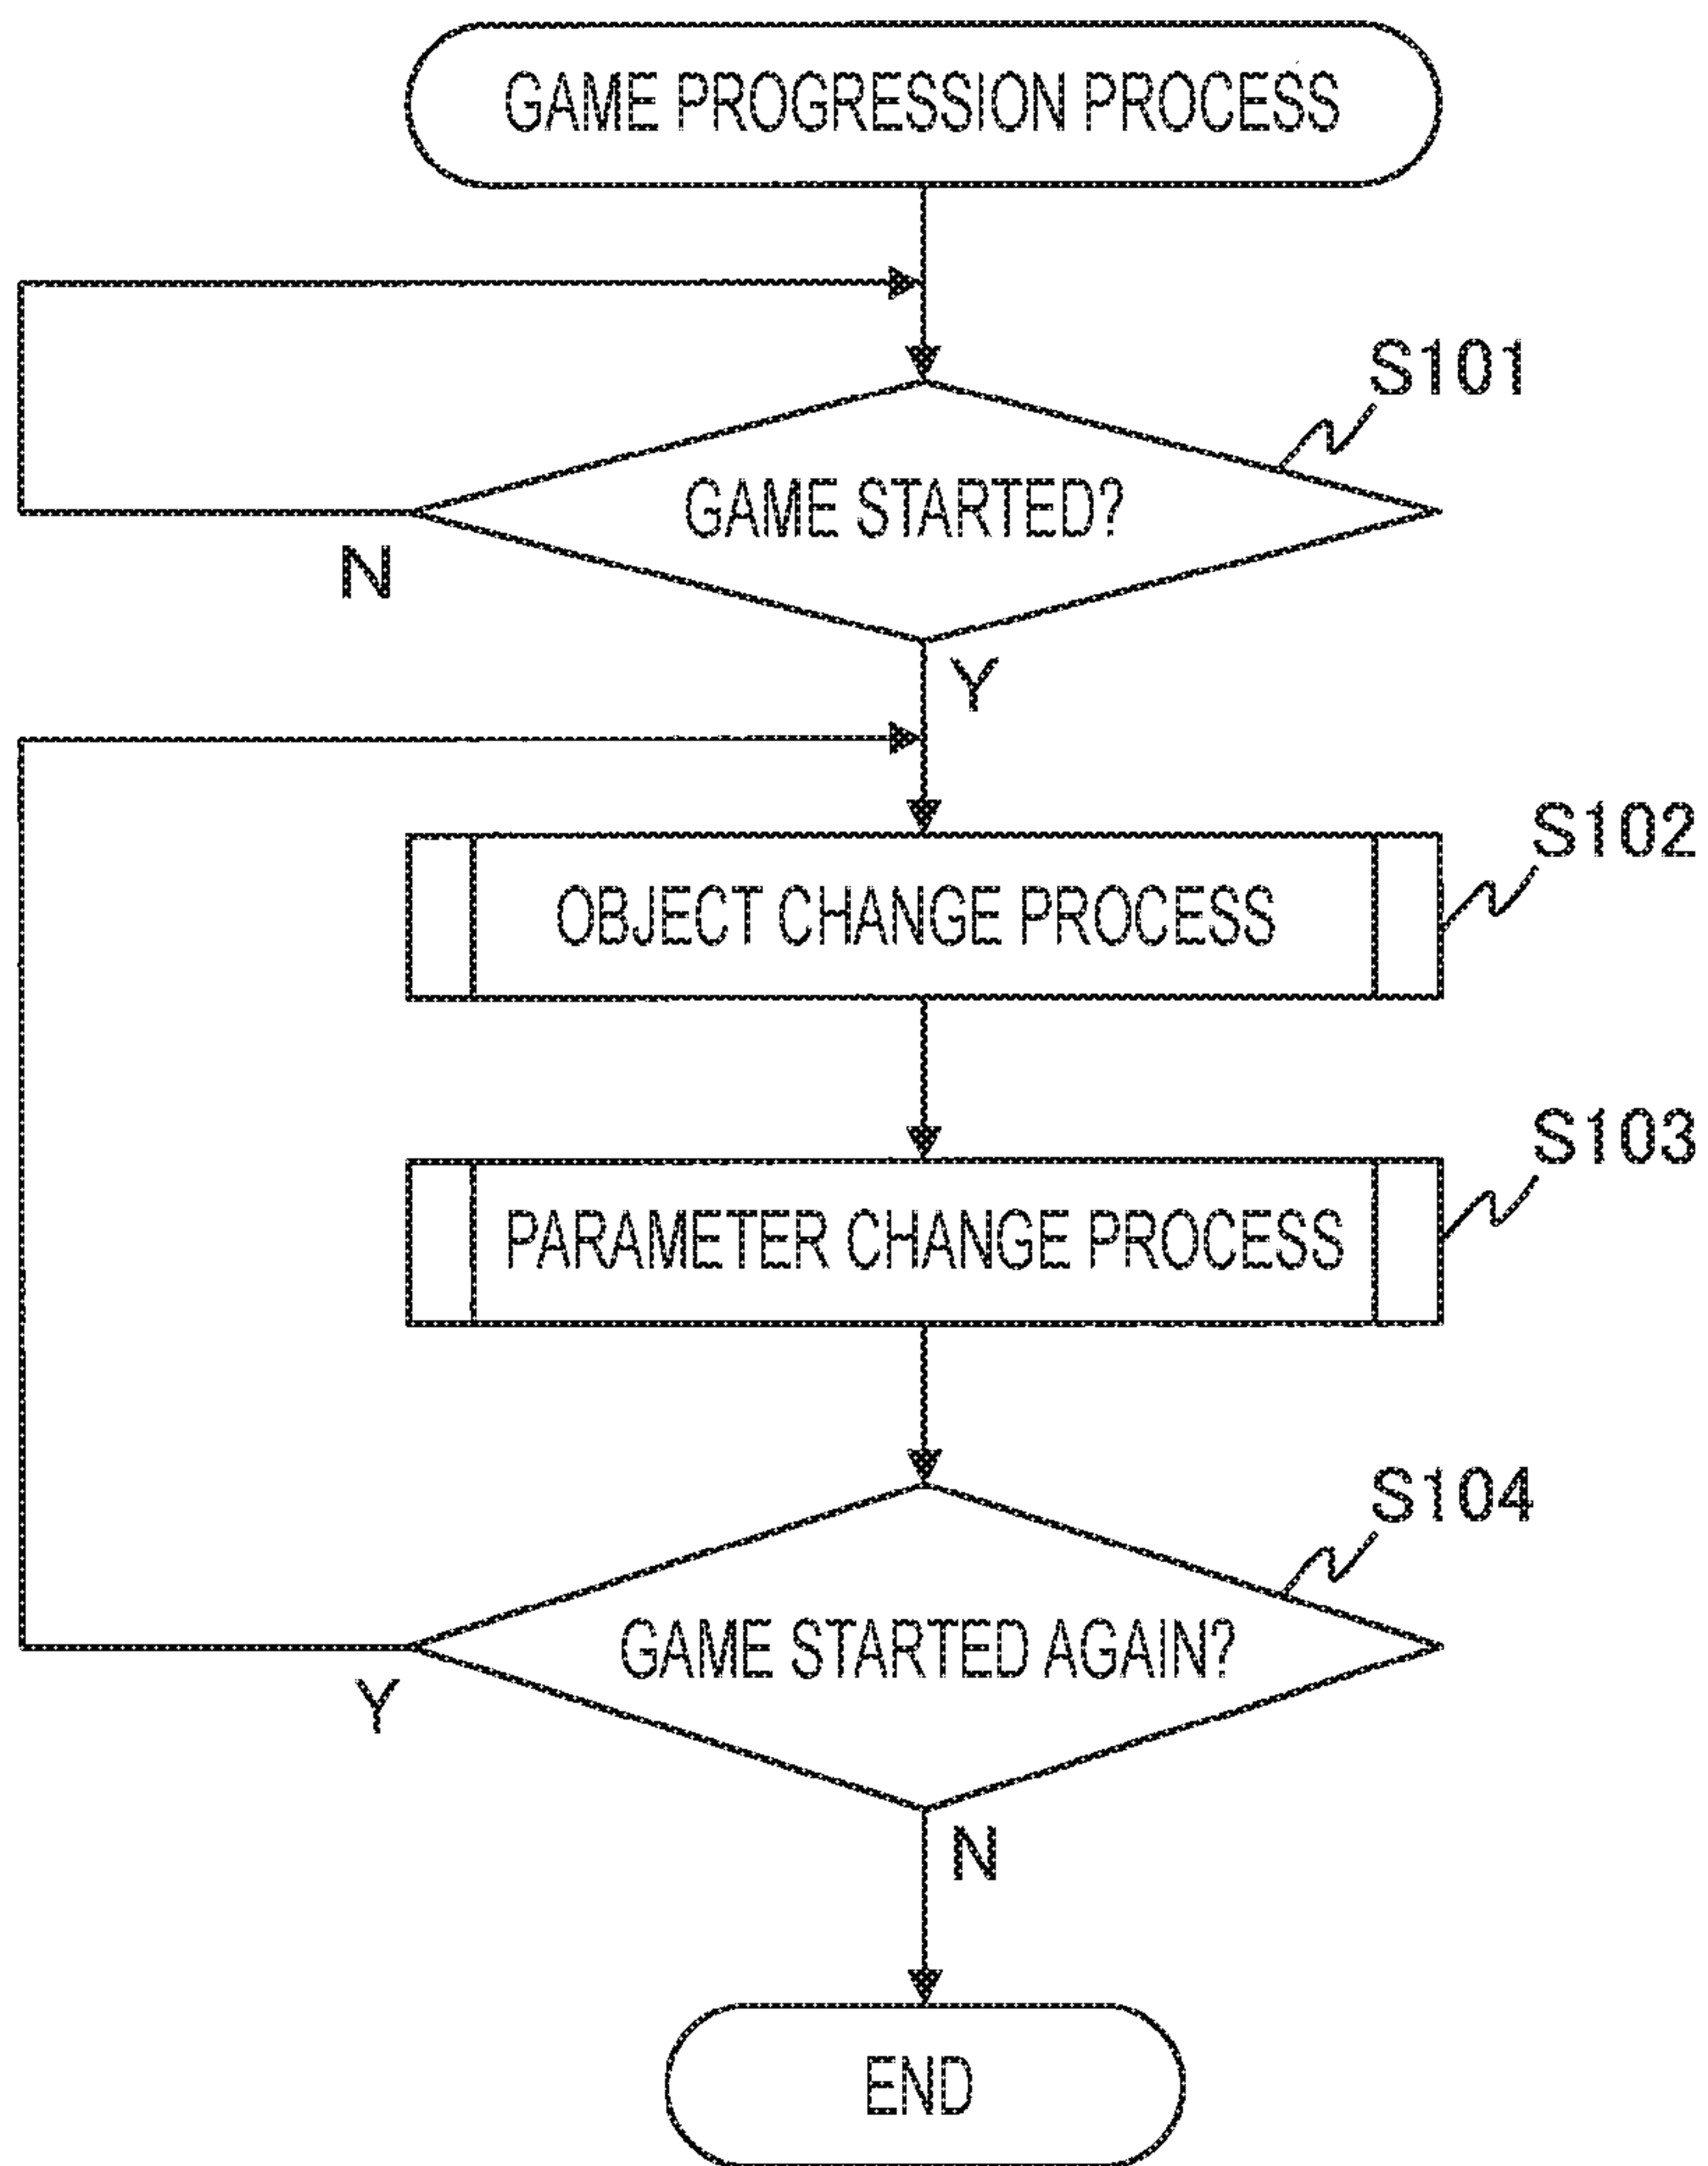 GAME PROGRESSION PROCESS
S101
GAME STARTED?
N
Y
S102
OBJECT CHANGE PROCESS
S103
PARAMETER CHANGE PROCESS
S104
GAME STARTED AGAIN?
Y
N
END